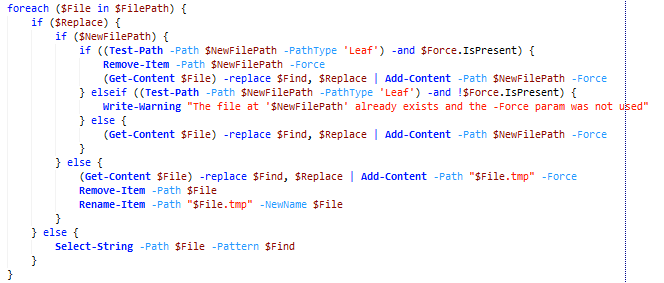 foreach ($File in $FilePath) {
    if ($Replace) {
        if ($NewFilePath) {
            if ((Test-Path -Path $NewFilePath -PathType 'Leaf') -and $Force.IsPresent) {
                Remove-Item -Path $NewFilePath -Force
                (Get-Content $File) -replace $Find, $Replace | Add-Content -Path $NewFilePath -Force
            } elseif ((Test-Path -Path $NewFilePath -PathType 'Leaf') -and !$Force.IsPresent) {
                Write-Warning "The file at '$NewFilePath' already exists and the -Force param was not used"
            } else {
                (Get-Content $File) -replace $Find, $Replace | Add-Content -Path $NewFilePath -Force
            }
        } else {
            (Get-Content $File) -replace $Find, $Replace | Add-Content -Path "$File.tmp" -Force
            Remove-Item -Path $File
            Rename-Item -Path "$File.tmp" -NewName $File
        }
    } else {
        Select-String -Path $File -Pattern $Find
    }
}